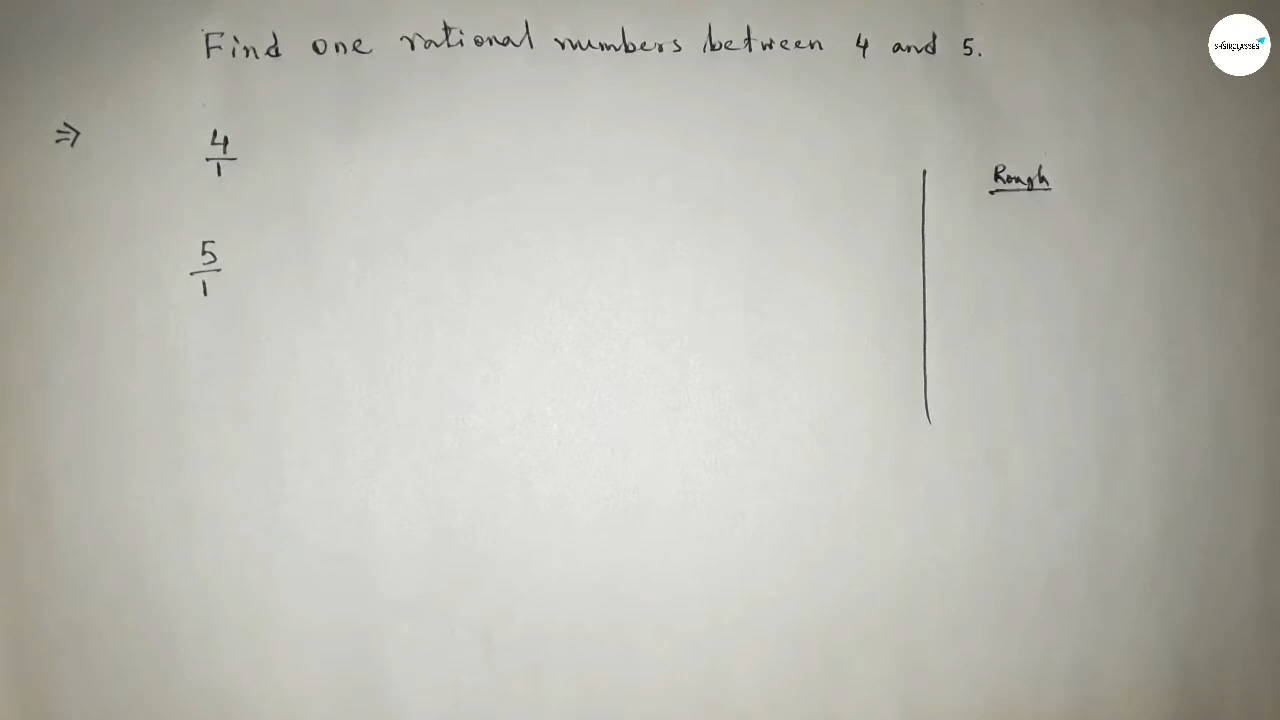 Find one rational numbers between 4 and 5.
⇒ 4/1
Rough
5/1